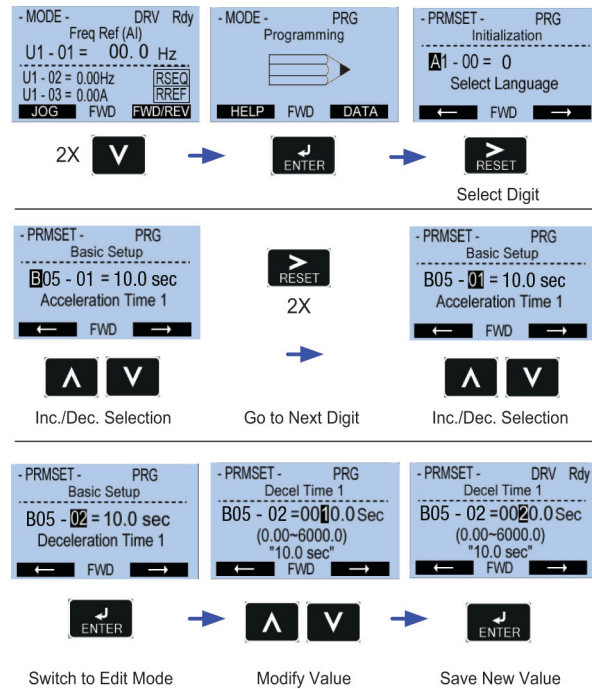 - MODE - DRV Rdy
Freq Ref (AI)
U1 - 01 = 00. 0 Hz
U1 - 02 = 0.00Hz RSEQ
U1 - 03 = 0.00A RREF
JOG FWD FWD/REV
- MODE - PRG
Programming
HELP FWD DATA
- PRMSET - PRG
Initialization
A1 - 00 = 0
Select Language
← FWD →
2X V
ENTER
> RESET
Select Digit
- PRMSET - PRG
Basic Setup
B05 - 01 = 10.0 sec
Acceleration Time 1
← FWD →
Inc./Dec. Selection
> RESET
2X
Go to Next Digit
- PRMSET - PRG
Basic Setup
B05 - 01 = 10.0 sec
Acceleration Time 1
← FWD →
Inc./Dec. Selection
- PRMSET - PRG
Basic Setup
B05 - 02 = 10.0 sec
Deceleration Time 1
← FWD →
ENTER
Switch to Edit Mode
- PRMSET - PRG
Decel Time 1
B05 - 02 =0010.0Sec
(0.00~6000.0)
"10.0 sec"
← FWD →
Modify Value
- PRMSET - DRV Rdy
Decel Time 1
B05 - 02 =0020.0Sec
(0.00~6000.0)
"10.0 sec"
← FWD →
ENTER
Save New Value